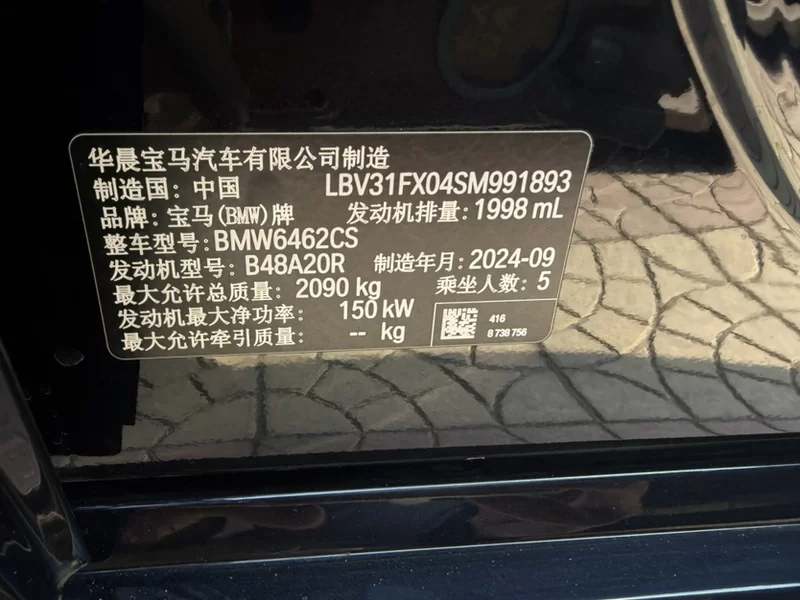 华晨宝马汽车有限公司制造
制造国: 中国 LBV31FX04SM991893
品牌: 宝马(BMW)牌 发动机排量: 1998 mL
整车型号: BMW6462CS
发动机型号: B48A20R 制造年月: 2024-09
最大允许总质量: 2090 kg 乘坐人数: 5
发动机最大净功率: 150 kW
最大允许牵引质量: -- kg
416
8 738 756